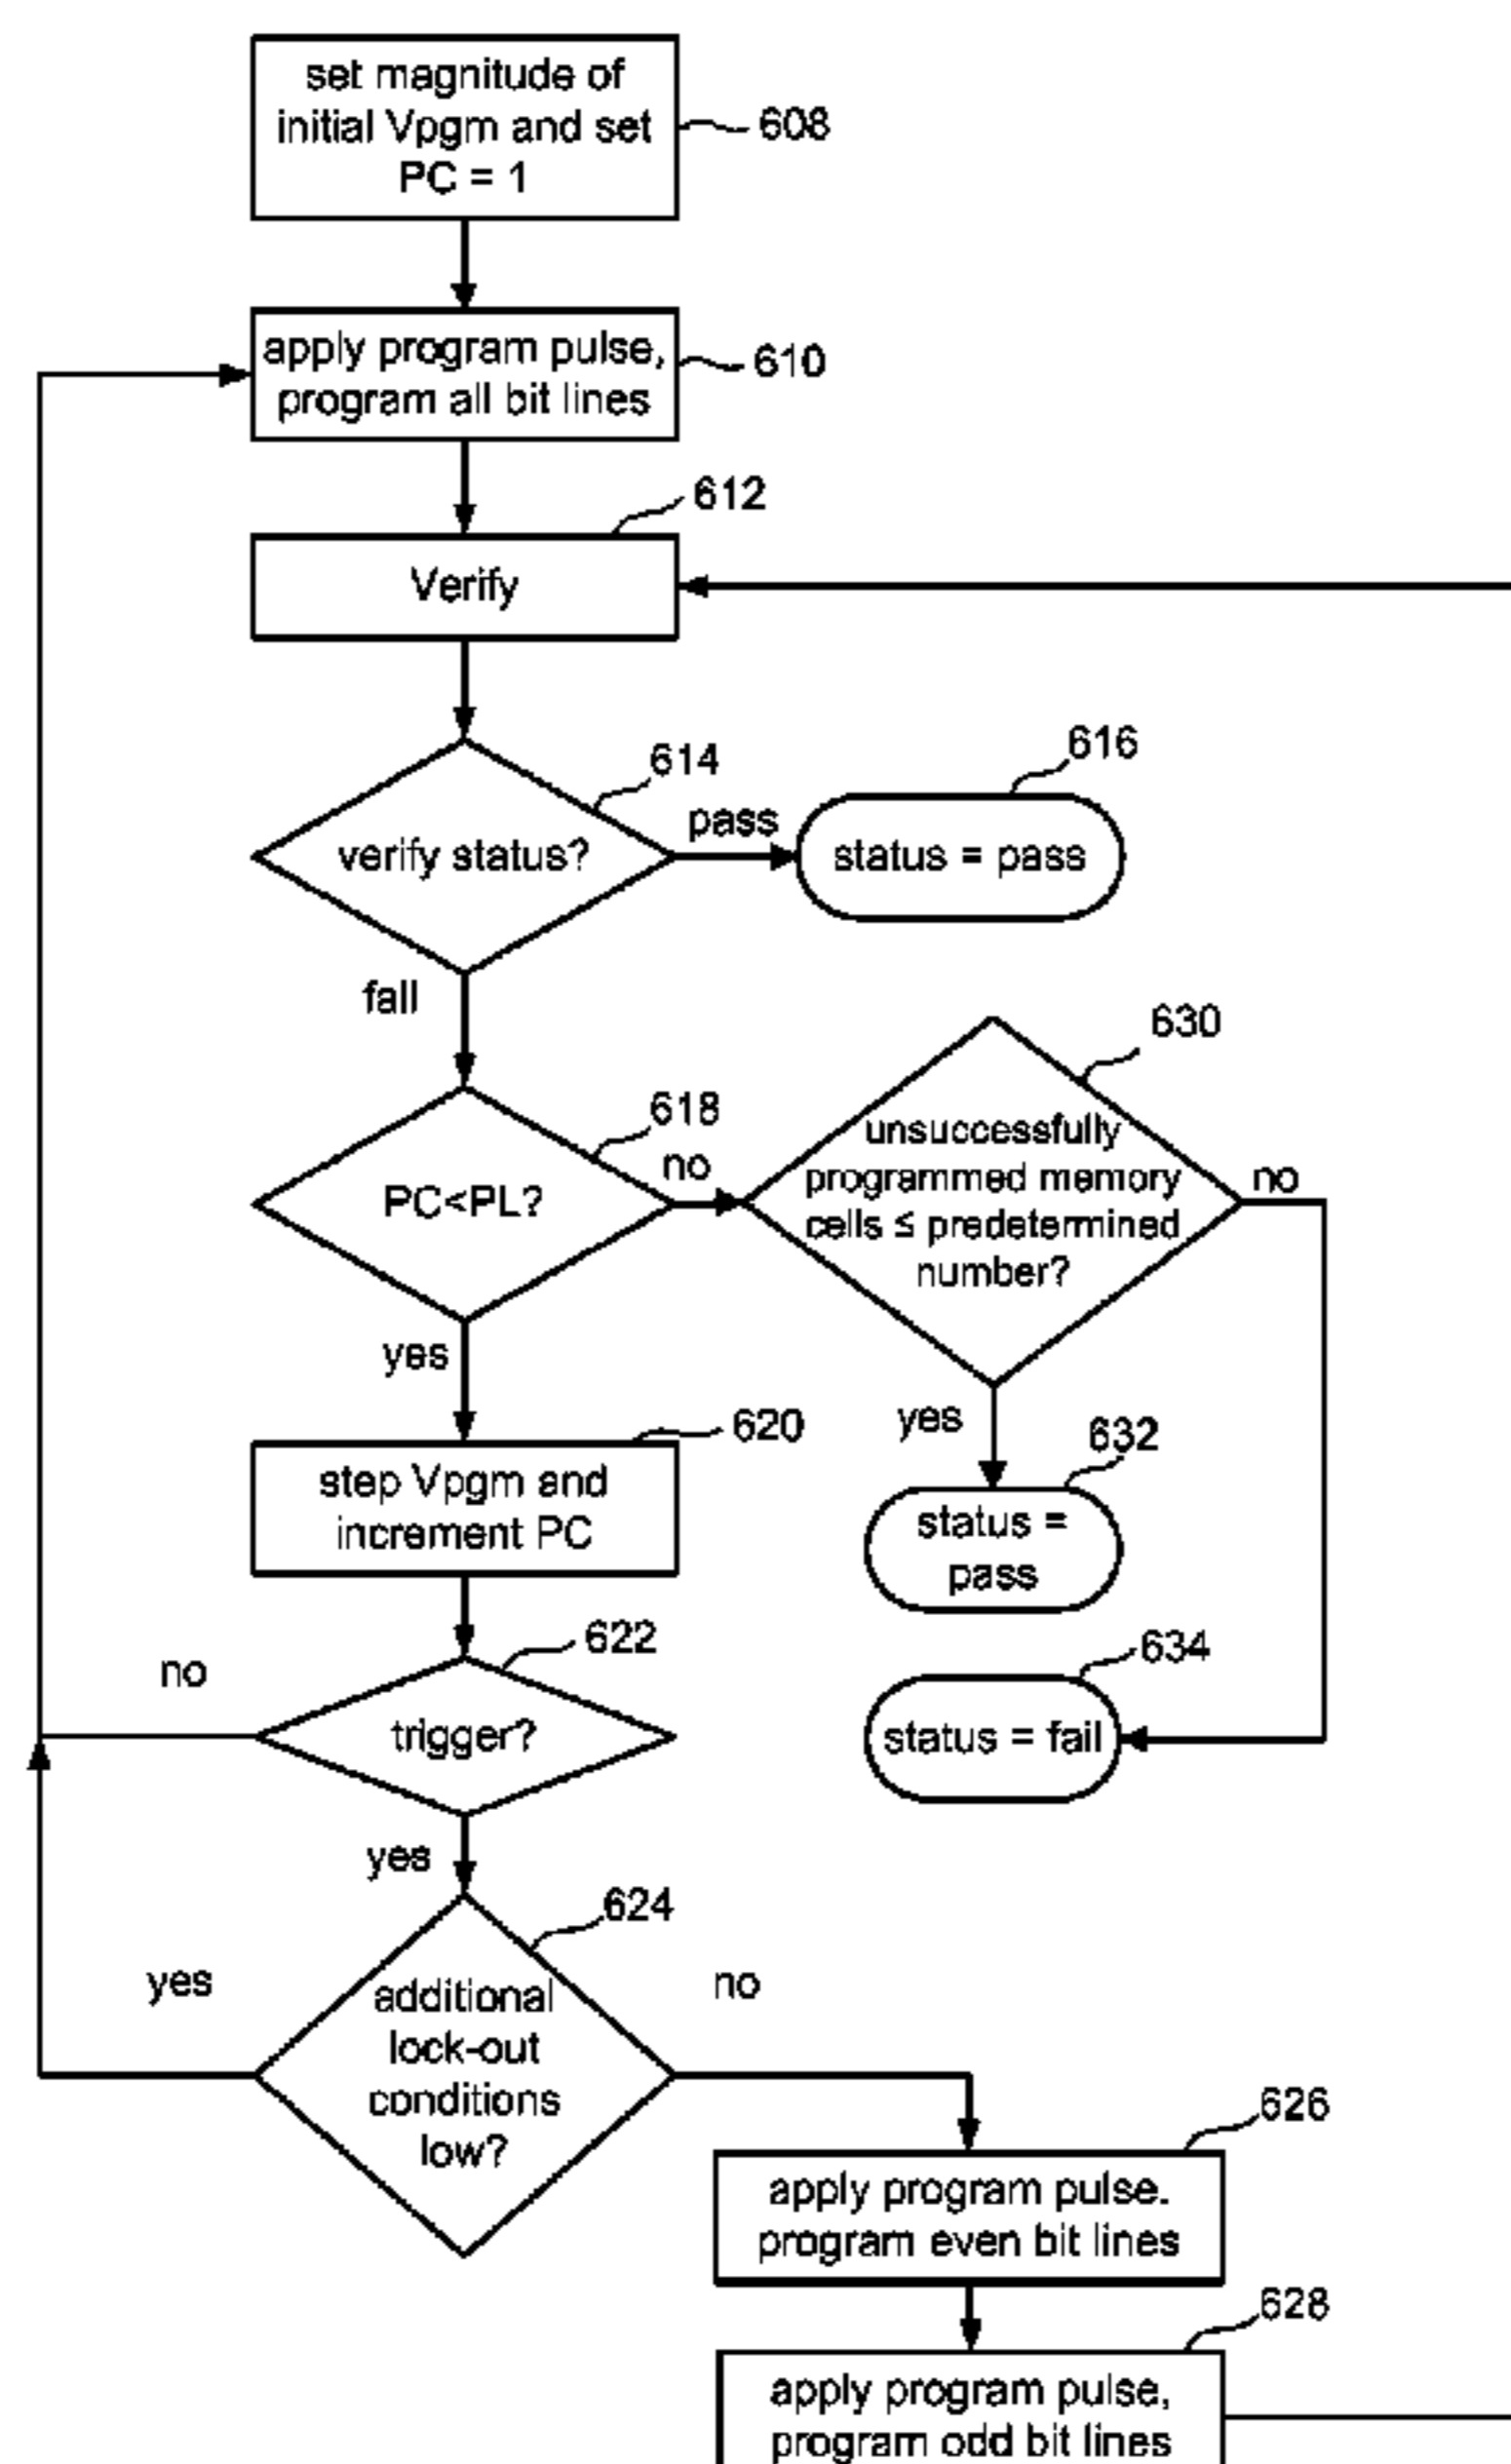 set magnitude of
initial Vpgm and set
PC = 1
608
apply program pulse,
program all bit lines
610
612
Verify
614
verify status?
pass
616
status = pass
fail
618
PC<PL?
no
630
unsuccessfully
programmed memory
cells ≤ predetermined
number?
no
yes
yes
620
step Vpgm and
increment PC
632
status =
pass
622
trigger?
no
634
status = fail
yes
624
additional
lock-out
conditions
low?
yes
no
626
apply program pulse.
program even bit lines
628
apply program pulse,
program odd bit lines